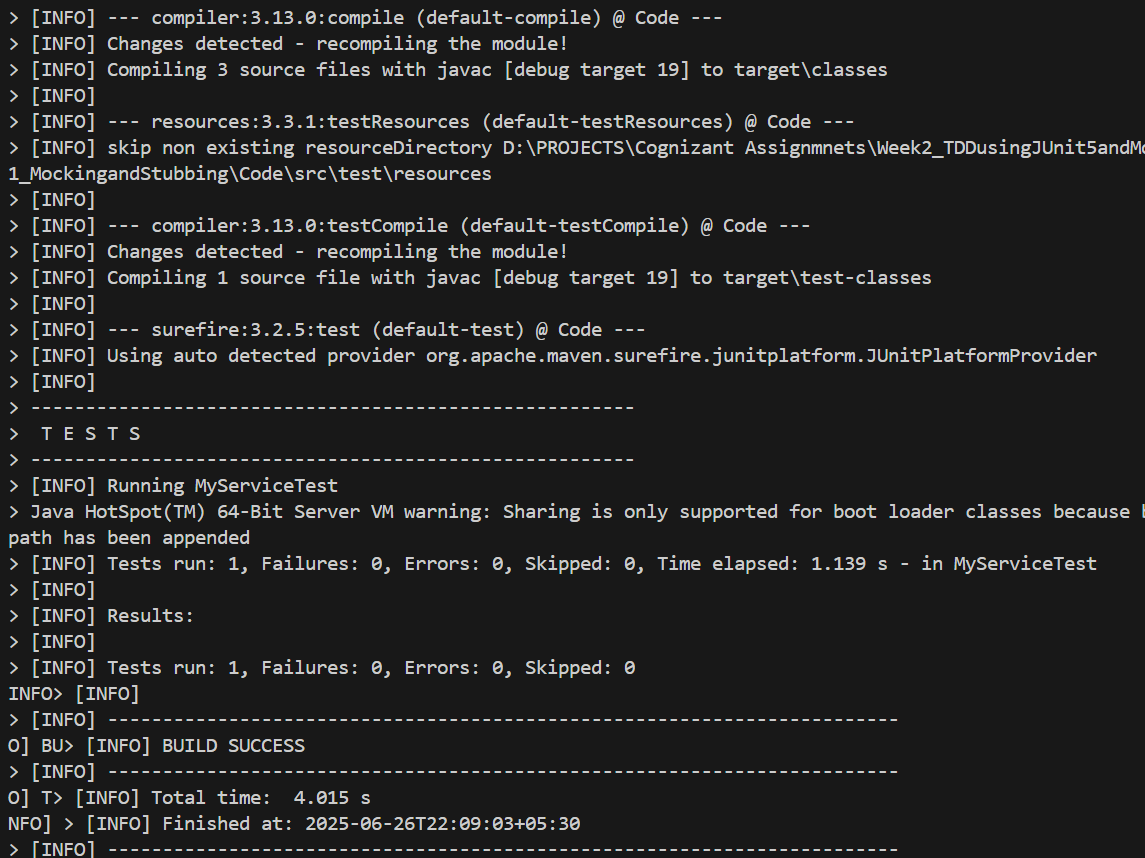 > [INFO] --- compiler:3.13.0:compile (default-compile) @ Code ---
> [INFO] Changes detected - recompiling the module!
> [INFO] Compiling 3 source files with javac [debug target 19] to target\classes
> [INFO]
> [INFO] --- resources:3.3.1:testResources (default-testResources) @ Code ---
> [INFO] skip non existing resourceDirectory D:\PROJECTS\Cognizant Assignmnets\Week2_TDDusingJUnit5andMo
1_MockingandStubbing\Code\src\test\resources
> [INFO]
> [INFO] --- compiler:3.13.0:testCompile (default-testCompile) @ Code ---
> [INFO] Changes detected - recompiling the module!
> [INFO] Compiling 1 source file with javac [debug target 19] to target\test-classes
> [INFO]
> [INFO] --- surefire:3.2.5:test (default-test) @ Code ---
> [INFO] Using auto detected provider org.apache.maven.surefire.junitplatform.JUnitPlatformProvider
> [INFO]
> -------------------------------------------------------
>  T E S T S
> -------------------------------------------------------
> [INFO] Running MyServiceTest
> Java HotSpot(TM) 64-Bit Server VM warning: Sharing is only supported for boot loader classes because
path has been appended
> [INFO] Tests run: 1, Failures: 0, Errors: 0, Skipped: 0, Time elapsed: 1.139 s - in MyServiceTest
> [INFO]
> [INFO] Results:
> [INFO]
> [INFO] Tests run: 1, Failures: 0, Errors: 0, Skipped: 0
INFO> [INFO]
> [INFO] ------------------------------------------------------------------------
O] BU> [INFO] BUILD SUCCESS
> [INFO] ------------------------------------------------------------------------
O] T> [INFO] Total time:  4.015 s
NFO] > [INFO] Finished at: 2025-06-26T22:09:03+05:30
> [INFO] ------------------------------------------------------------------------